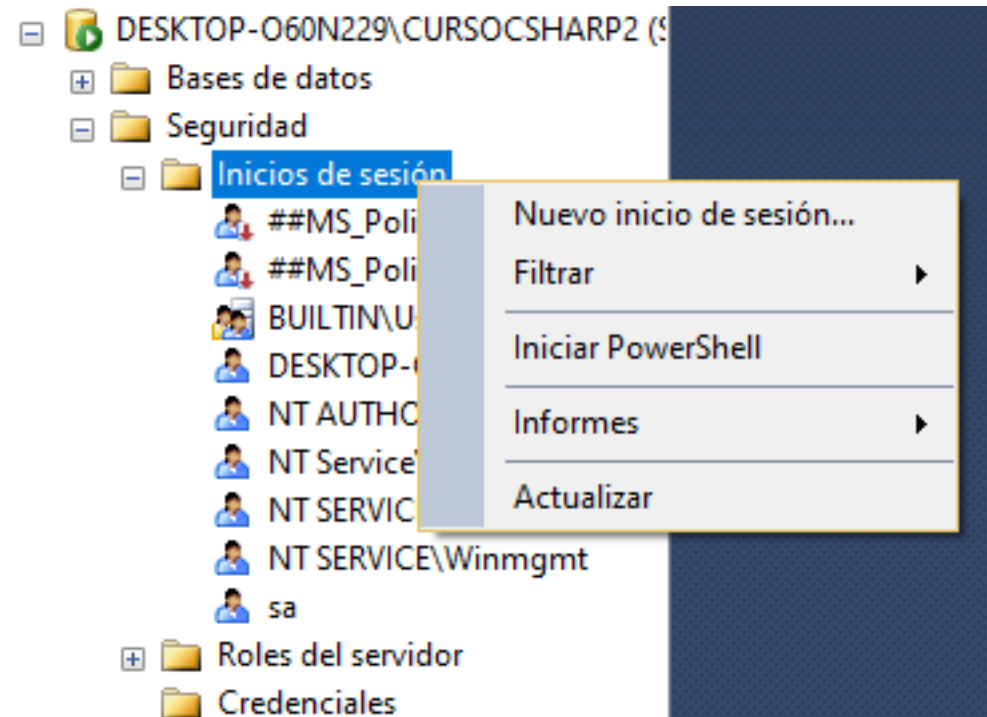 DESKTOP-O60N229\CURSOCSHARP2 (
Bases de datos
Seguridad
Inicios de sesión
##MS_Poli
##MS_Poli
BUILTIN\U
DESKTOP-
NT AUTHO
NT Service
NT SERVIC
NT SERVICE\Winmgmt
sa
Roles del servidor
Credenciales
Nuevo inicio de sesión...
Filtrar
Iniciar PowerShell
Informes
Actualizar